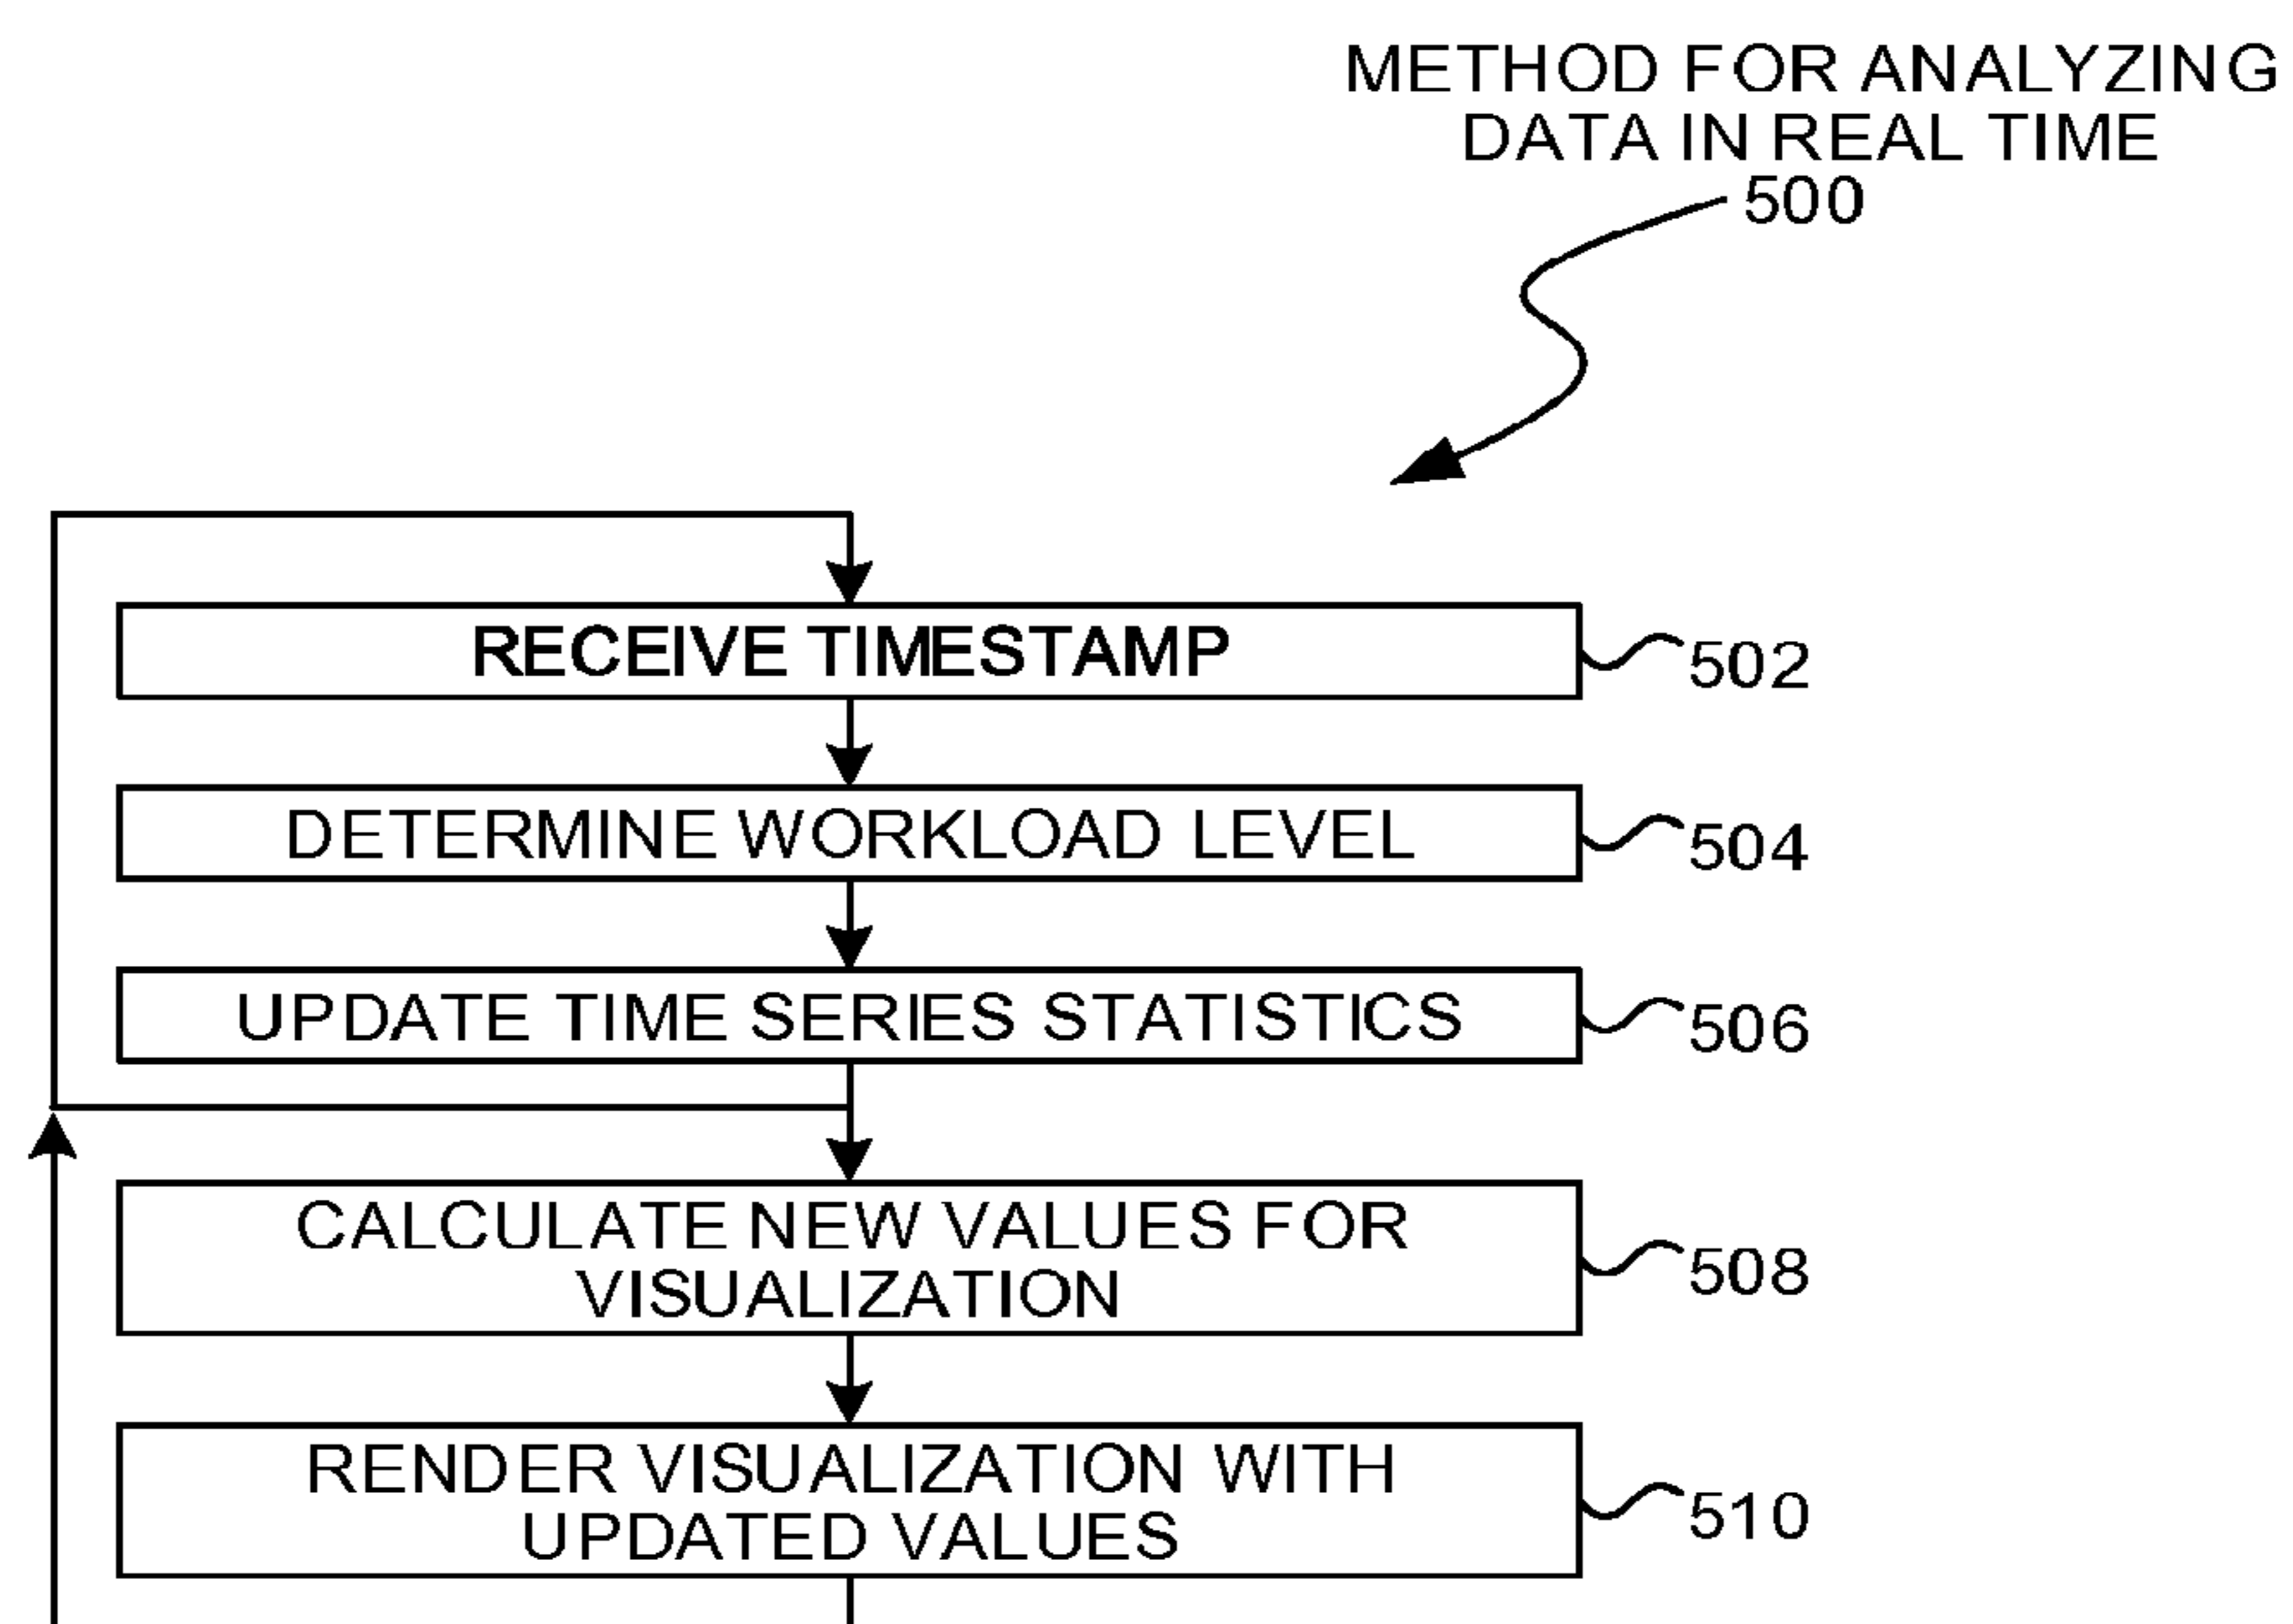 METHOD FOR ANALYZING
DATA IN REAL TIME
500
RECEIVE TIMESTAMP
502
DETERMINE WORKLOAD LEVEL
504
UPDATE TIME SERIES STATISTICS
506
CALCULATE NEW VALUES FOR
VISUALIZATION
508
RENDER VISUALIZATION WITH
UPDATED VALUES
510